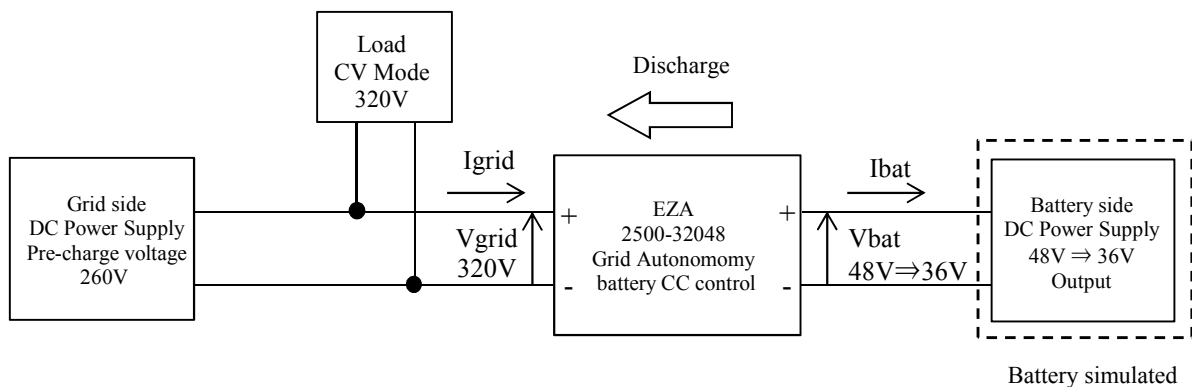 Load
CV Mode
320V
Discharge
Grid side
DC Power Supply
Pre-charge voltage
260V
Igrid
+
Vgrid
320V
-
EZA
2500-32048
Grid Autonomomy
battery CC control
Ibat
+
Vbat
48V⇒36V
-
Battery side
DC Power Supply
48V ⇒ 36V
Output
Battery simulated